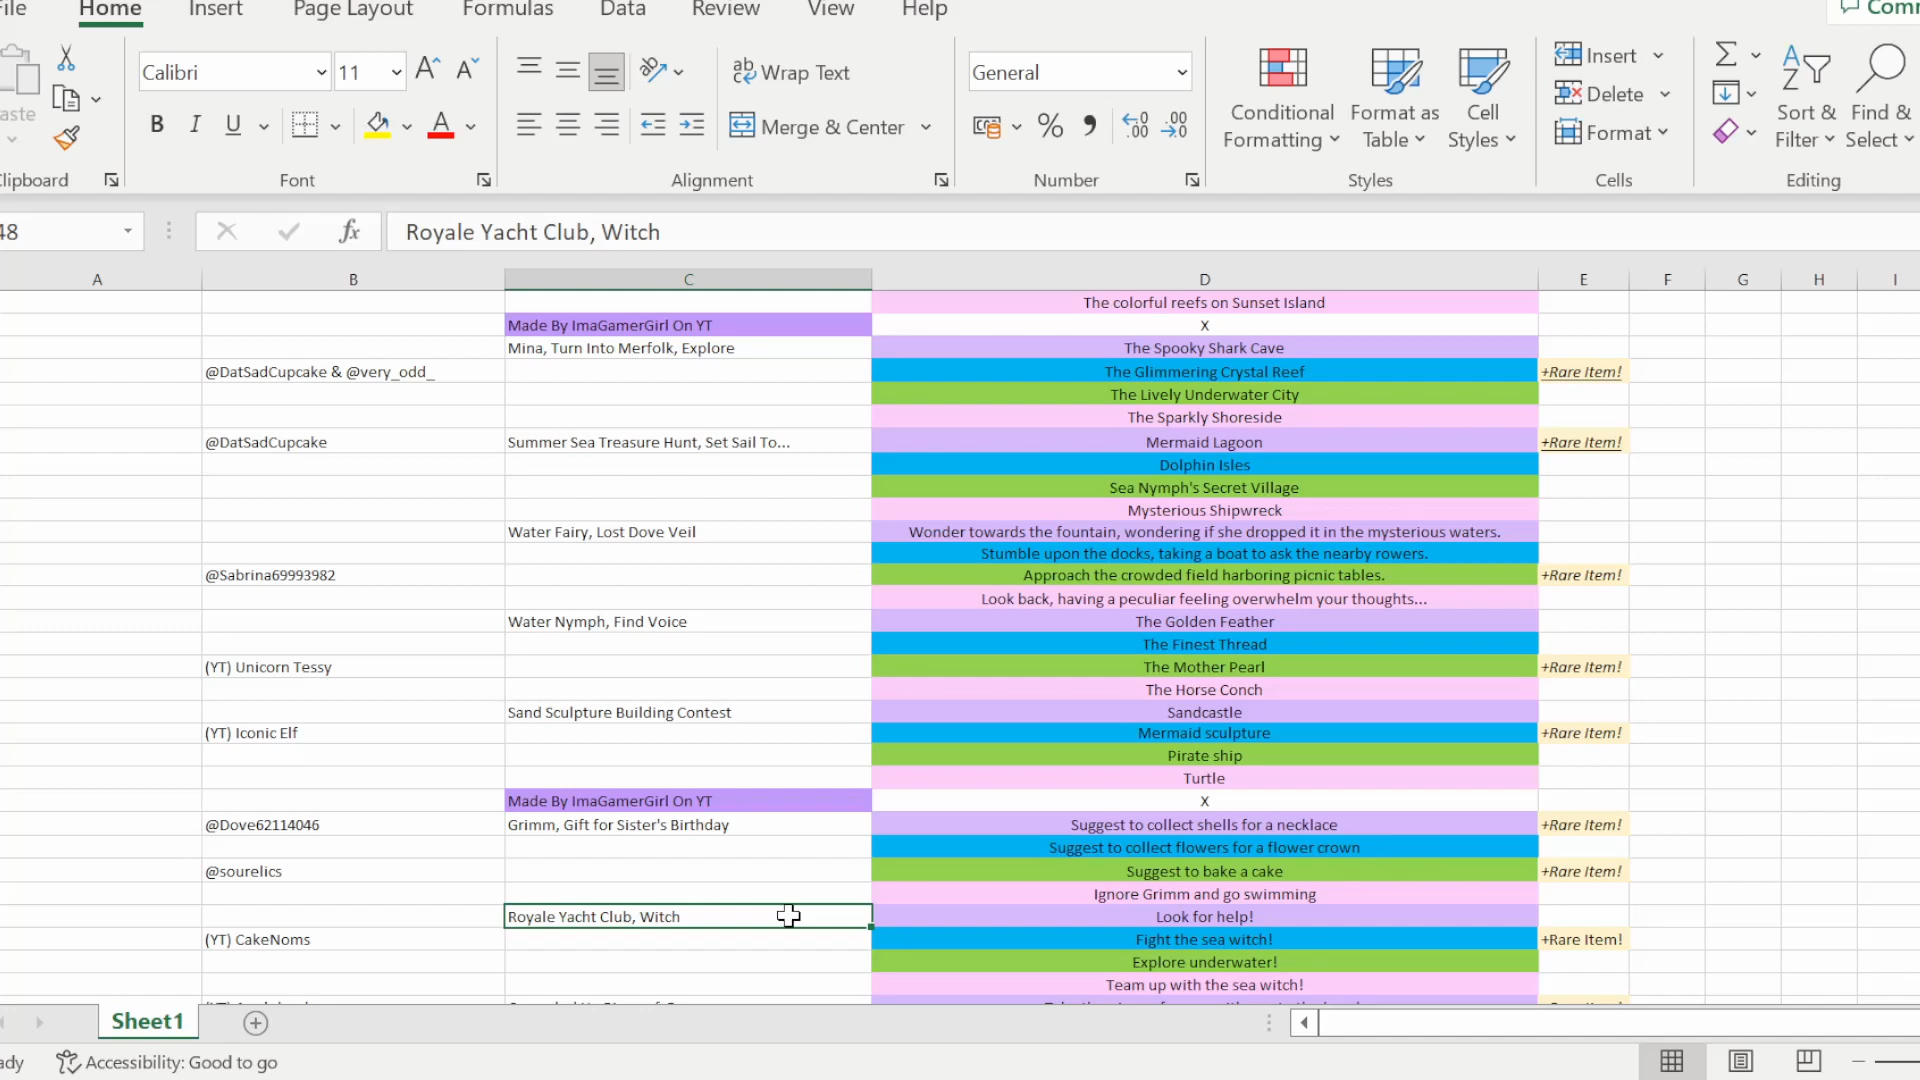 File Home Insert Page Layout Formulas Data Review View Help
Calibri 11 Wrap Text General Insert
B I U Merge & Center % Conditional Formatting Format as Table Cell Styles Delete Sort & Filter Find & Select
Format
Clipboard Font Alignment Number Styles Cells Editing
48 fx Royale Yacht Club, Witch
A B C D E F G H I
The colorful reefs on Sunset Island
Made By ImaGamerGirl On YT X
Mina, Turn Into Merfolk, Explore The Spooky Shark Cave
@DatSadCupcake & @very_odd_ The Glimmering Crystal Reef +Rare Item!
The Lively Underwater City
The Sparkly Shoreside
@DatSadCupcake Summer Sea Treasure Hunt, Set Sail To... Mermaid Lagoon +Rare Item!
Dolphin Isles
Sea Nymph's Secret Village
Mysterious Shipwreck
Water Fairy, Lost Dove Veil Wonder towards the fountain, wondering if she dropped it in the mysterious waters.
Stumble upon the docks, taking a boat to ask the nearby rowers.
@Sabrina69993982 Approach the crowded field harboring picnic tables. +Rare Item!
Look back, having a peculiar feeling overwhelm your thoughts...
Water Nymph, Find Voice The Golden Feather
The Finest Thread
(YT) Unicorn Tessy The Mother Pearl +Rare Item!
The Horse Conch
Sand Sculpture Building Contest Sandcastle
(YT) Iconic Elf Mermaid sculpture +Rare Item!
Pirate ship
Turtle
Made By ImaGamerGirl On YT X
@Dove62114046 Grimm, Gift for Sister's Birthday Suggest to collect shells for a necklace +Rare Item!
Suggest to collect flowers for a flower crown
@sourelics Suggest to bake a cake +Rare Item!
Ignore Grimm and go swimming
Royale Yacht Club, Witch Look for help!
(YT) CakeNoms Fight the sea witch! +Rare Item!
Explore underwater!
Team up with the sea witch!
Sheet1
Accessibility: Good to go